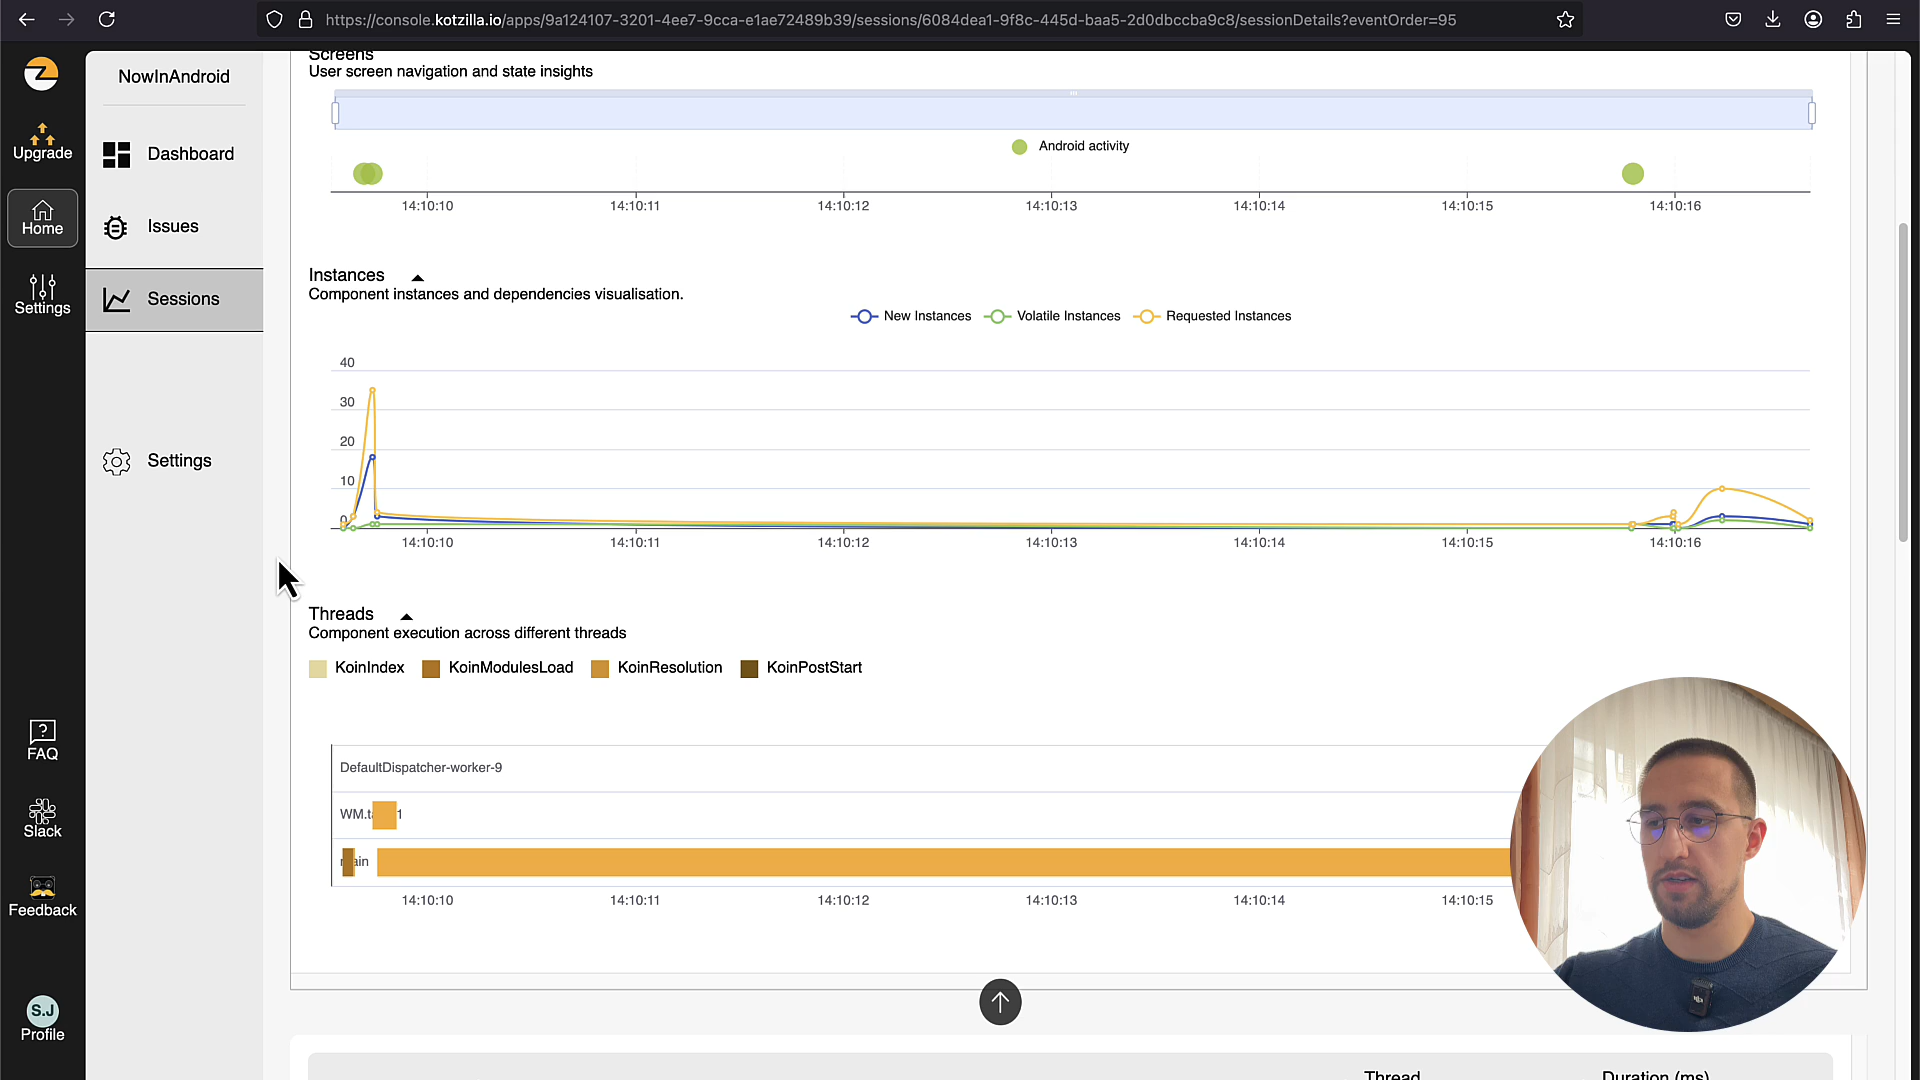 https://console.kotzilla.io/apps/9a124107-3201-4ee7-9cca-e1ae72489b39/sessions/6084dea1-9f8c-445d-baa5-2d0dbccba9c8/sessionDetails?eventOrder=95
Upgrade
Home
Settings
FAQ
Slack
Feedback
S.J
Profile
NowInAndroid
Dashboard
Issues
Sessions
Settings
Screens
User screen navigation and state insights
Android activity
14:10:10 14:10:11 14:10:12 14:10:13 14:10:14 14:10:15 14:10:16
Instances
Component instances and dependencies visualisation.
New Instances Volatile Instances Requested Instances
40
30
20
10
0
14:10:10 14:10:11 14:10:12 14:10:13 14:10:14 14:10:15 14:10:16
Threads
Component execution across different threads
KoinIndex KoinModulesLoad KoinResolution KoinPostStart
DefaultDispatcher-worker-9
14:10:10 14:10:11 14:10:12 14:10:13 14:10:14 14:10:15
Thread Duration (ms)